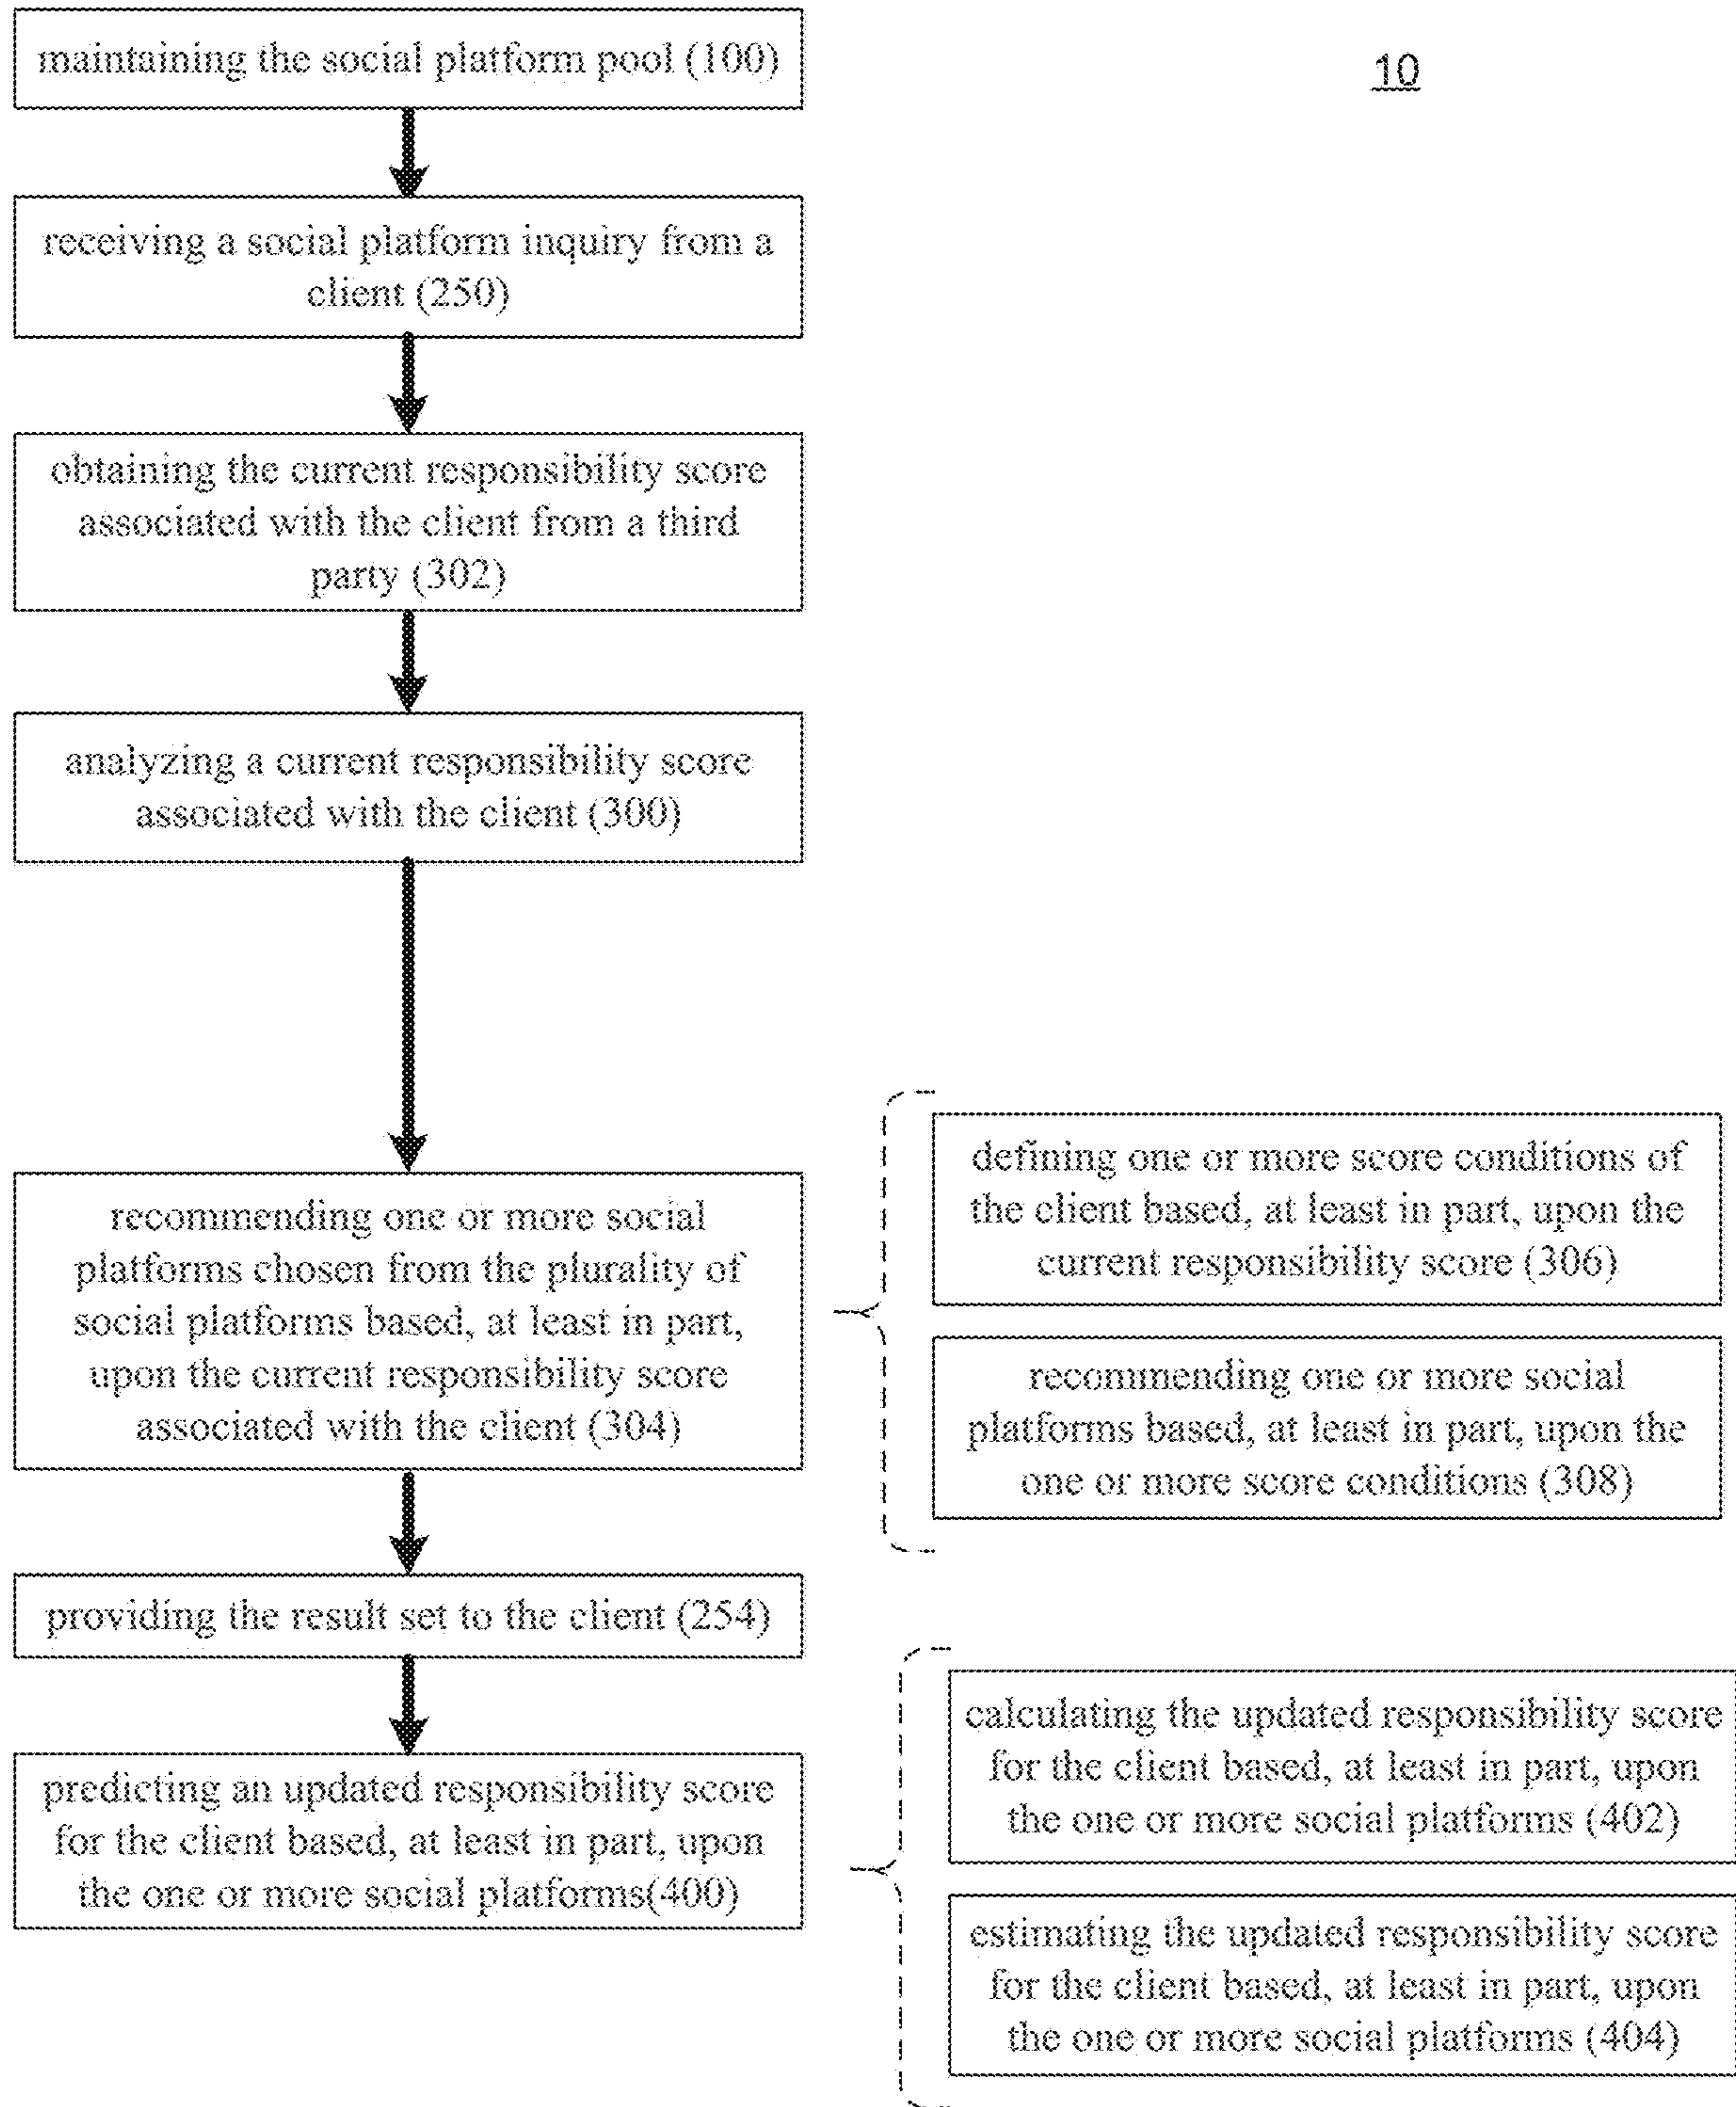 maintaining the social platform pool (100)
10
receiving a social platform inquiry from a
client (250)
obtaining the current responsibility score
associated with the client from a third
party (302)
analyzing a current responsibility score
associated with the client (300)
recommending one or more social
platforms chosen from the plurality of
social platforms based, at least in part,
upon the current responsibility score
associated with the client (304)
defining one or more score conditions of
the client based, at least in part, upon the
current responsibility score (306)
recommending one or more social
platforms based, at least in part, upon the
one or more score conditions (308)
providing the result set to the client (254)
predicting an updated responsibility score
for the client based, at least in part, upon
the one or more social platforms(400)
calculating the updated responsibility score
for the client based, at least in part, upon
the one or more social platforms (402)
estimating the updated responsibility score
for the client based, at least in part, upon
the one or more social platforms (404)